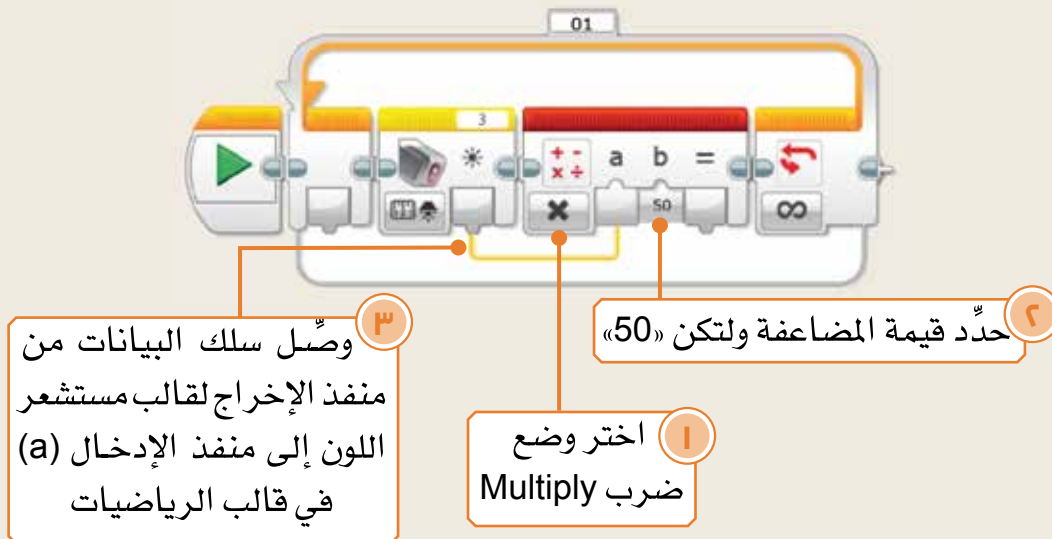 01
3
a b =
50
١
اختر وضع
ضرب Multiply
٢
حدِّد قيمة المضاعفة ولتكن «50»
٣
وصِّل سلك البيانات من
منفذ الإخراج لقالب مستشعر
اللون إلى منفذ الإدخال (a)
في قالب الرياضيات